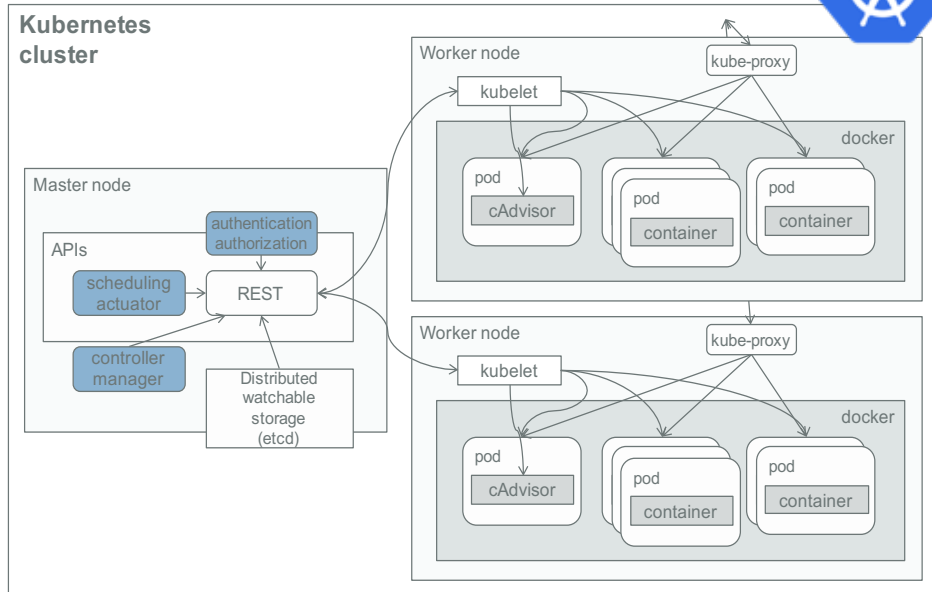 Kubernetes
cluster
Master node
APIs
authentication
authorization
scheduling
actuator
REST
controller
manager
Distributed
watchable
storage
(etcd)
Worker node
kube-proxy
kubelet
docker
pod
cAdvisor
pod
container
pod
container
Worker node
kube-proxy
kubelet
docker
pod
cAdvisor
pod
container
pod
container